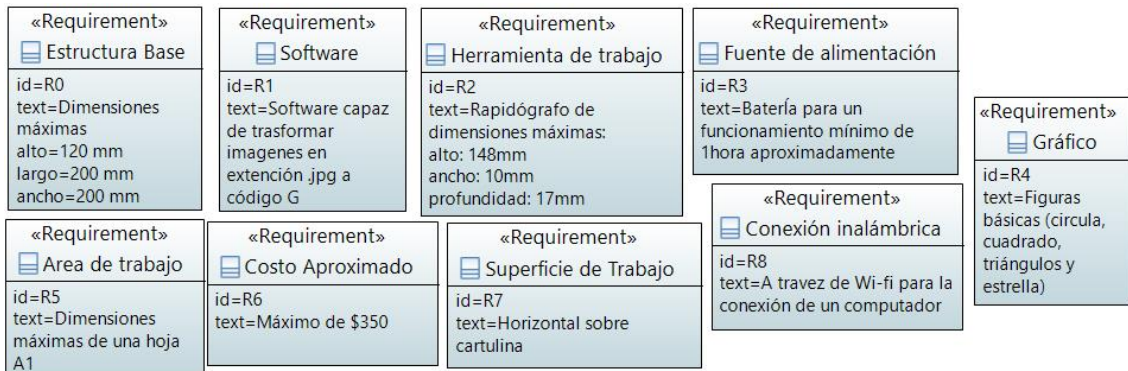 «Requirement»
Estructura Base
id=R0
text=Dimensiones
máximas
alto=120 mm
largo=200 mm
ancho=200 mm
«Requirement»
Software
id=R1
text=Software capaz
de trasformar
imagenes en
extención .jpg a
código G
«Requirement»
Herramienta de trabajo
id=R2
text=Rapidógrafo de
dimensiones máximas:
alto: 148mm
ancho: 10mm
profundidad: 17mm
«Requirement»
Fuente de alimentación
id=R3
text=BaterÍa para un
funcionamiento mínimo de
1hora aproximadamente
«Requirement»
Gráfico
id=R4
text=Figuras
básicas (circula,
cuadrado,
triángulos y
estrella)
«Requirement»
Area de trabajo
id=R5
text=Dimensiones
máximas de una hoja
A1
«Requirement»
Costo Aproximado
id=R6
text=Máximo de $350
«Requirement»
Superficie de Trabajo
id=R7
text=Horizontal sobre
cartulina
«Requirement»
Conexión inalámbrica
id=R8
text=A travez de Wi-fi para la
conexión de un computador